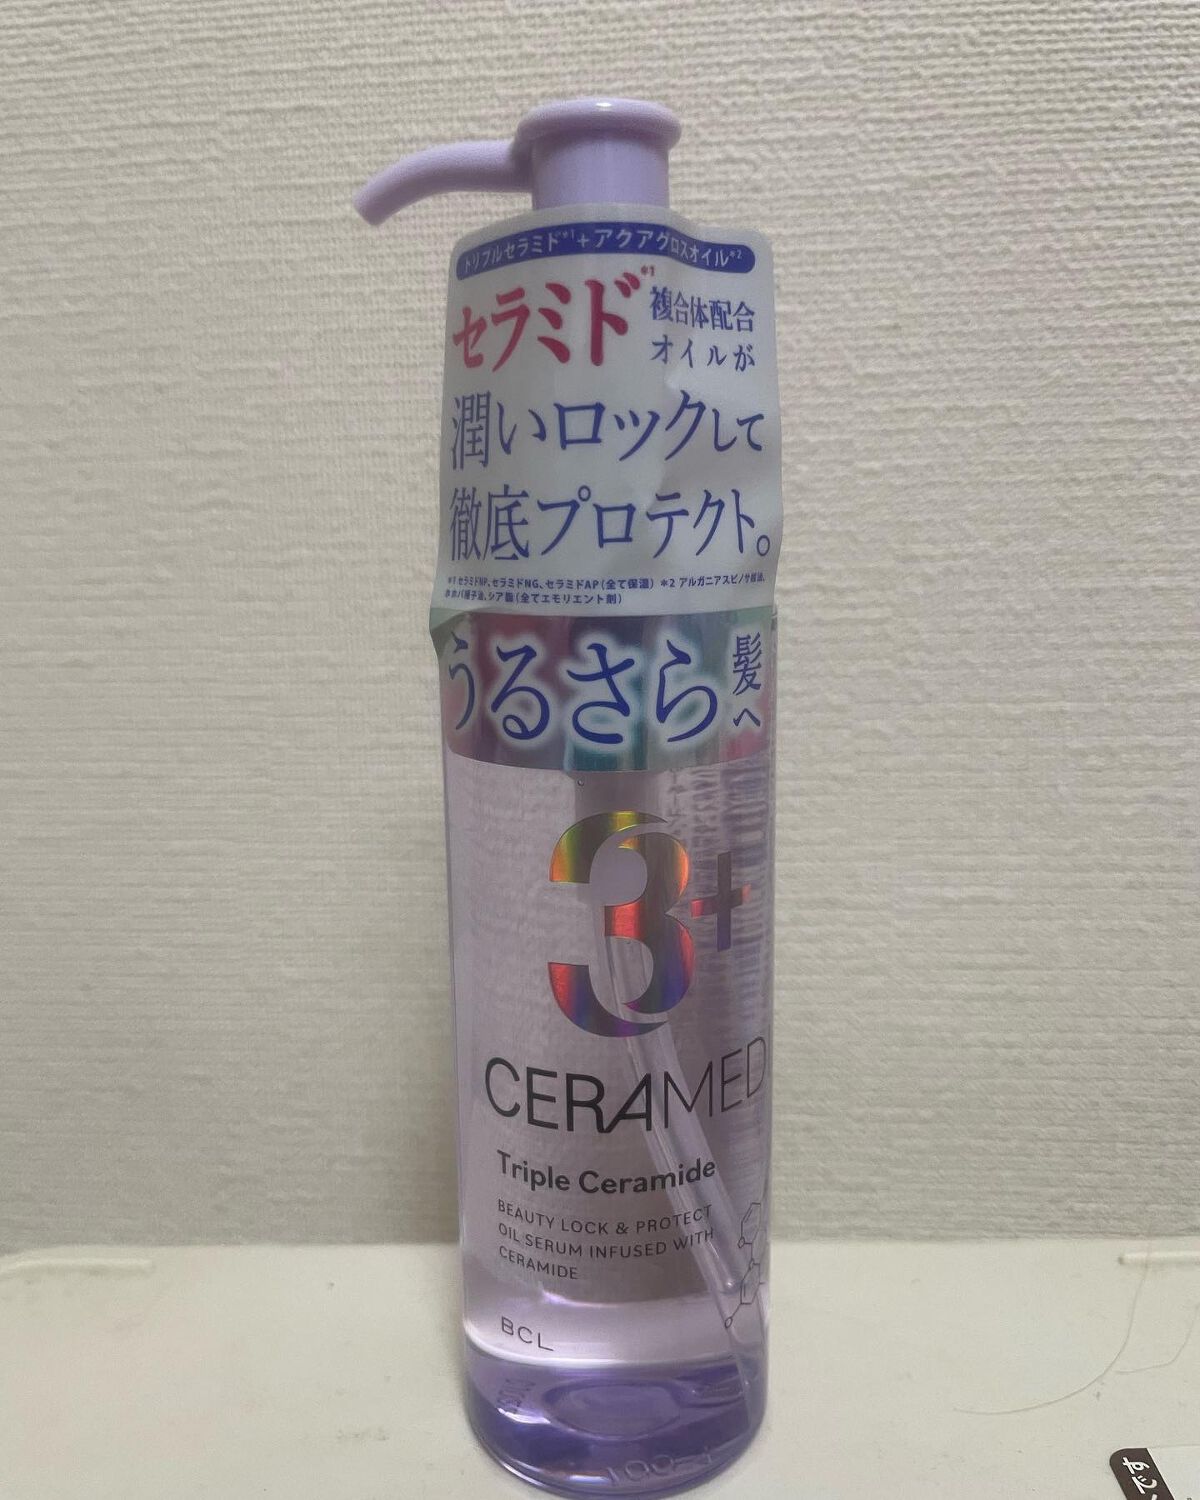 トリプルセラミド*1+アクアグロスオイル*2
セラミド*1 複合体配合
オイルが
潤いロックして
徹底プロテクト。
*1 セラミドNP、セラミドNG、セラミドAP(全て保湿) *2 アルガニアスピノサ核油、
ホホバ種子油、シア脂(全てエモリエント剤)
うるさら髪へ
3+
CERAMED
Triple Ceramide
BEAUTY LOCK & PROTECT
OIL SERUM INFUSED WITH
CERAMIDE
BCL
です